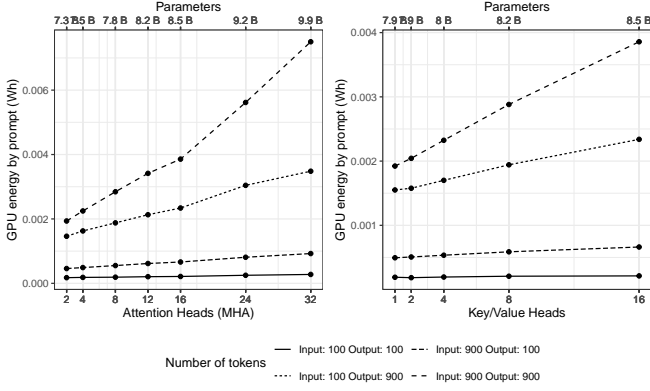 Parameters
7.3 7.5 B 7.8 B 8.2 B 8.5 B 9.2 B 9.9 B
GPU energy by prompt (Wh)
0.006
0.004
0.002
0.000
2 4 8 12 16 24 32
Attention Heads (MHA)
Parameters
7.9 7.9 B 8 B 8.2 B 8.5 B
GPU energy by prompt (Wh)
0.004
0.003
0.002
0.001
1 2 4 8 16
Key/Value Heads
Number of tokens
Input: 100 Output: 100
Input: 900 Output: 100
Input: 100 Output: 900
Input: 900 Output: 900